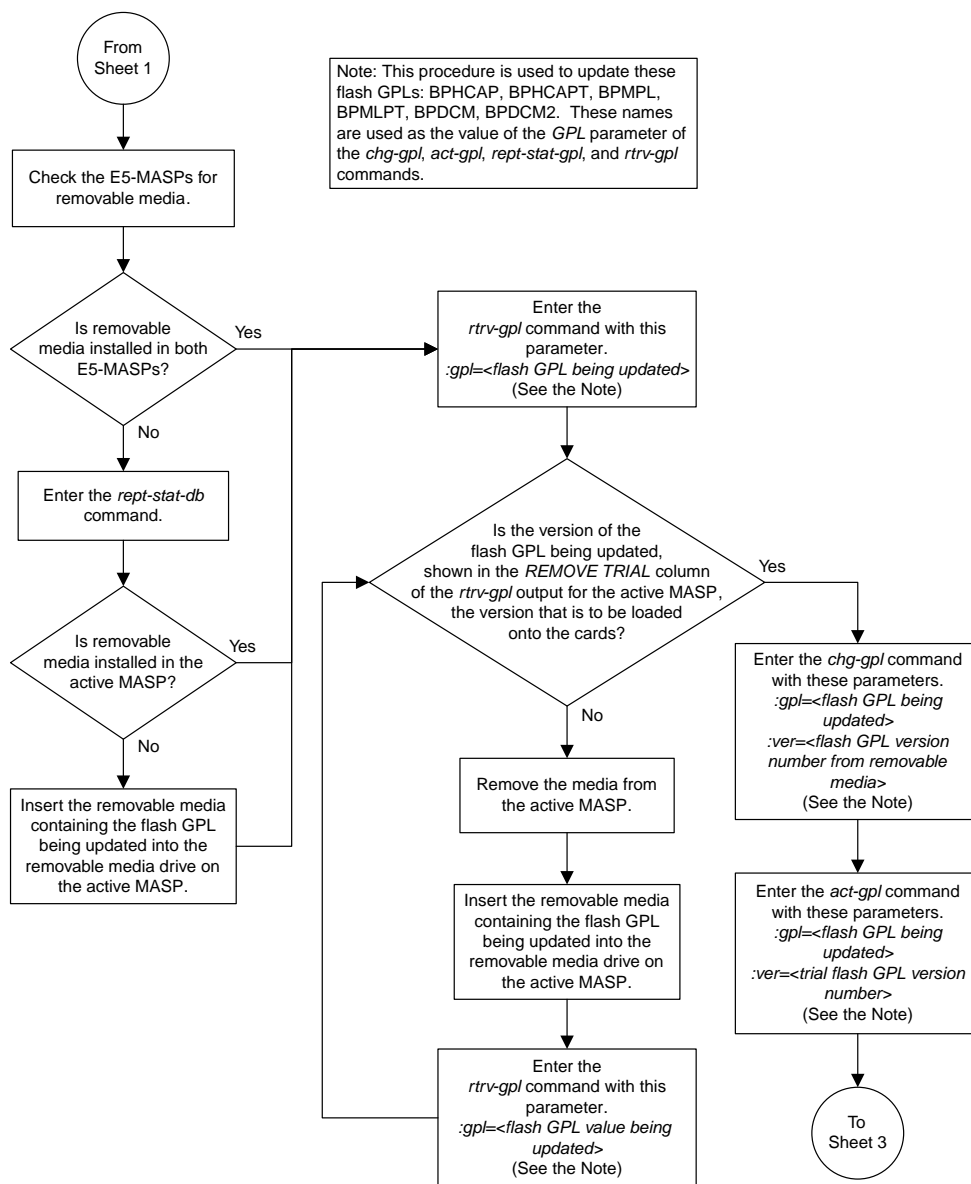 From
Sheet 1
Note: This procedure is used to update these
flash GPLs: BPHCAP, BPHCAPT, BPMPL,
BPMLPT, BPDCM, BPDCM2.  These names
are used as the value of the GPL parameter of
the chg-gpl, act-gpl, rept-stat-gpl, and rtrv-gpl
commands.
Check the E5-MASPs for
removable media.
Is removable
media installed in both
E5-MASPs?
Yes
No
Enter the rept-stat-db
command.
Is removable
media installed in the
active MASP?
Yes
No
Insert the removable media
containing the flash GPL
being updated into the
removable media drive on
the active MASP.
Enter the
rtrv-gpl command with this
parameter.
:gpl=<flash GPL being updated>
(See the Note)
Is the version of the
flash GPL being updated,
shown in the REMOVE TRIAL column
of the rtrv-gpl output for the active MASP,
the version that is to be loaded
onto the cards?
Yes
No
Remove the media from
the active MASP.
Insert the removable media
containing the flash GPL
being updated into the
removable media drive on
the active MASP.
Enter the
rtrv-gpl command with this
parameter.
:gpl=<flash GPL value being
updated>
(See the Note)
Enter the chg-gpl command
with these parameters.
:gpl=<flash GPL being
updated>
:ver=<flash GPL version
number from removable
media>
(See the Note)
Enter the act-gpl command
with these parameters.
:gpl=<flash GPL being
updated>
:ver=<trial flash GPL version
number>
(See the Note)
To
Sheet 3